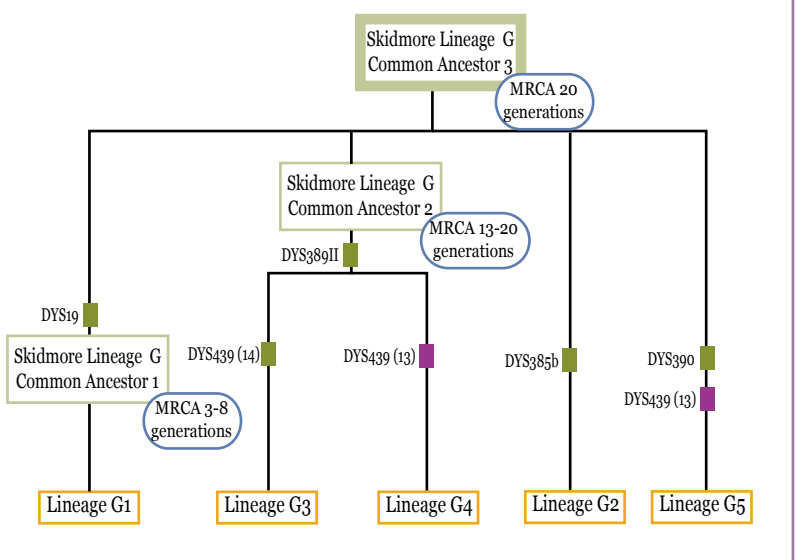 Skidmore Lineage G
Common Ancestor 3
MRCA 20
generations
Skidmore Lineage G
Common Ancestor 2
MRCA 13-20
generations
DYS389II
DYS19
Skidmore Lineage G
Common Ancestor 1
MRCA 3-8
generations
DYS439 (14)
DYS439 (13)
DYS385b
DYS390
DYS439 (13)
Lineage G1
Lineage G3
Lineage G4
Lineage G2
Lineage G5